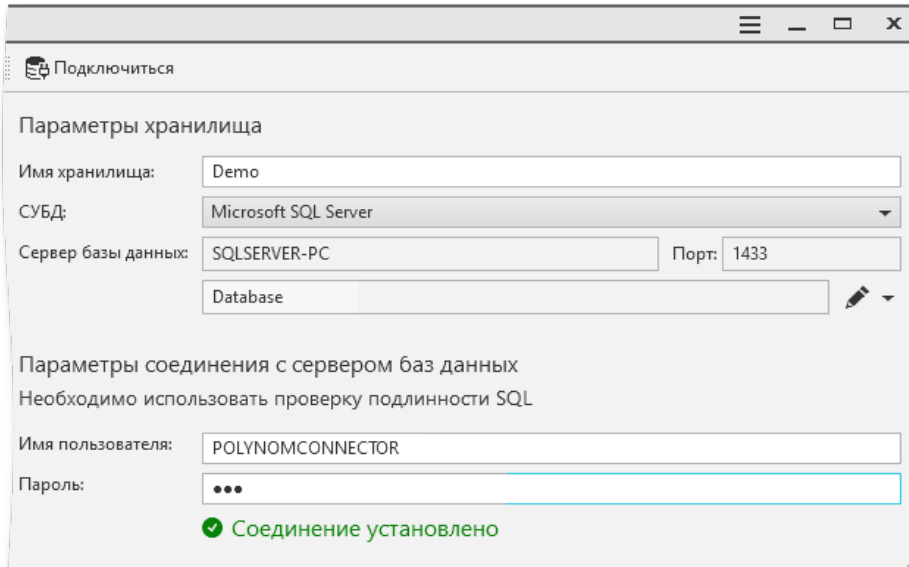 Подключиться
Параметры хранилища
Имя хранилища: Demo
СУБД: Microsoft SQL Server
Сервер базы данных: SQLSERVER-PC Порт: 1433
Database
Параметры соединения с сервером баз данных
Необходимо использовать проверку подлинности SQL
Имя пользователя: POLYNOMCONNECTOR
Пароль: •••
Соединение установлено